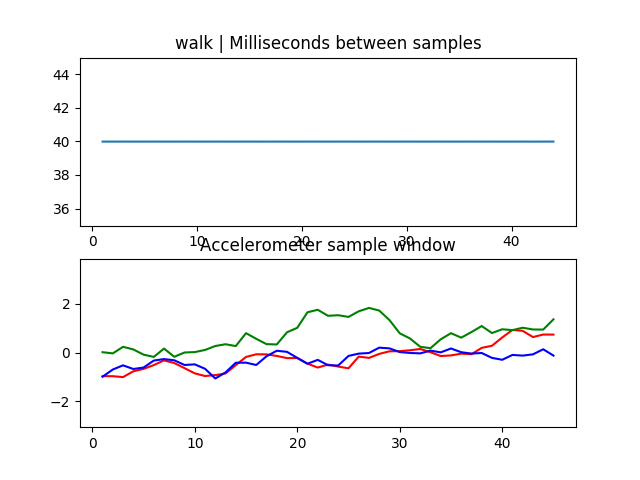 walk | Milliseconds between samples
44
42
40
38
36
0 10 20 30 40
Accelerometer sample window
2
0
−2
0 10 20 30 40